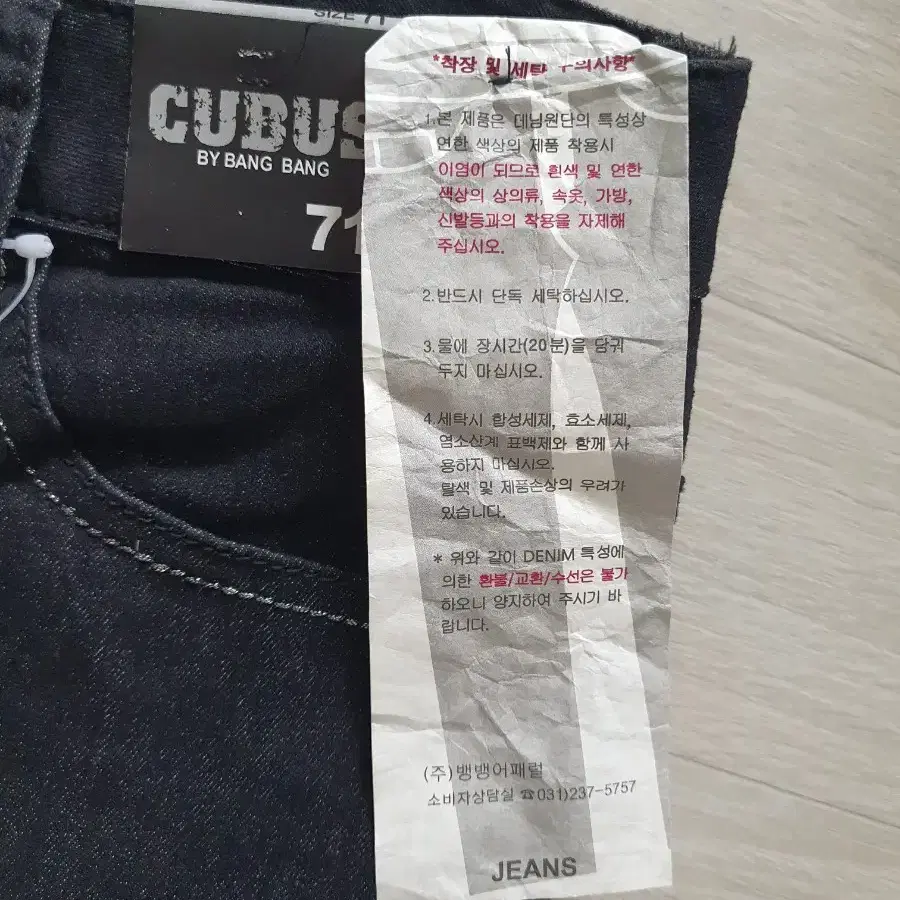 SIZE 71
CUBUS
BY BANG BANG
71
*착장 및 세탁 주의사항*
1.본 제품은 데님원단의 특성상
연한 색상의 제품 착용시
이염이 되므로 흰색 및 연한
색상의 상의류, 속옷, 가방,
신발등과의 착용을 자제해
주십시오.
2.반드시 단독 세탁하십시오.
3.물에 장시간(20분)을 담궈
두지 마십시오.
4.세탁시 합성세제, 효소세제,
염소산계 표백제와 함께 사
용하지 마십시오.
탈색 및 제품손상의 우려가
있습니다.
* 위와 같이 DENIM 특성에
의한 환불/교환/수선은 불가
하오니 양지하여 주시기 바
랍니다.
(주)뱅뱅어패럴
소비자상담실 ☎031)237-5757
JEANS